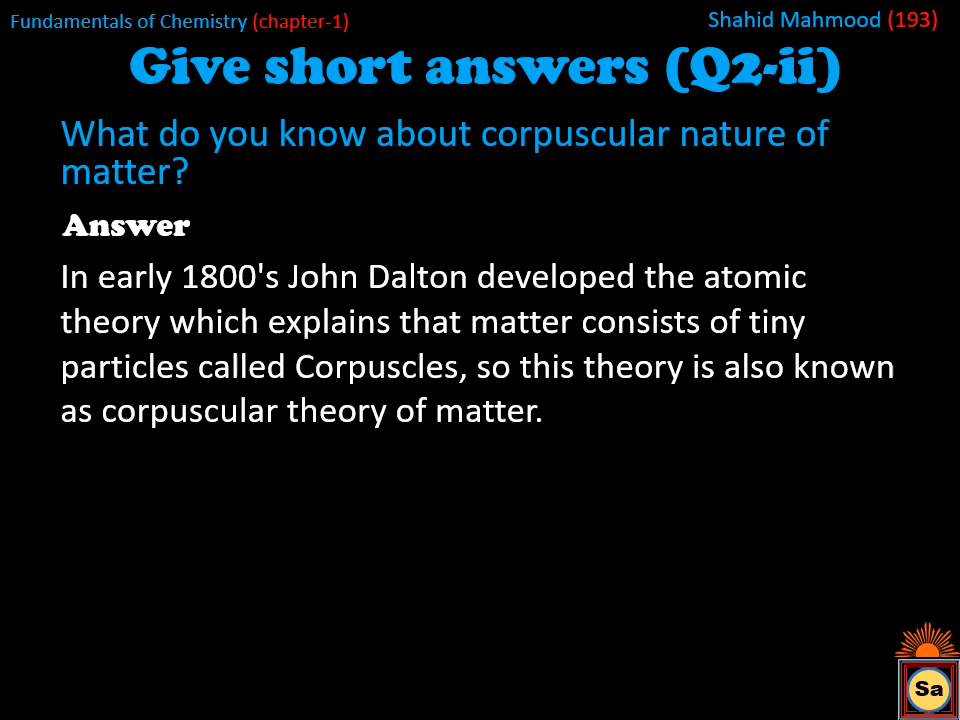 Fundamentals of Chemistry (chapter-1)
Shahid Mahmood (193)
Give short answers (Q2-ii)
What do you know about corpuscular nature of
matter?
Answer
In early 1800's John Dalton developed the atomic
theory which explains that matter consists of tiny
particles called Corpuscles, so this theory is also known
as corpuscular theory of matter.
Sa